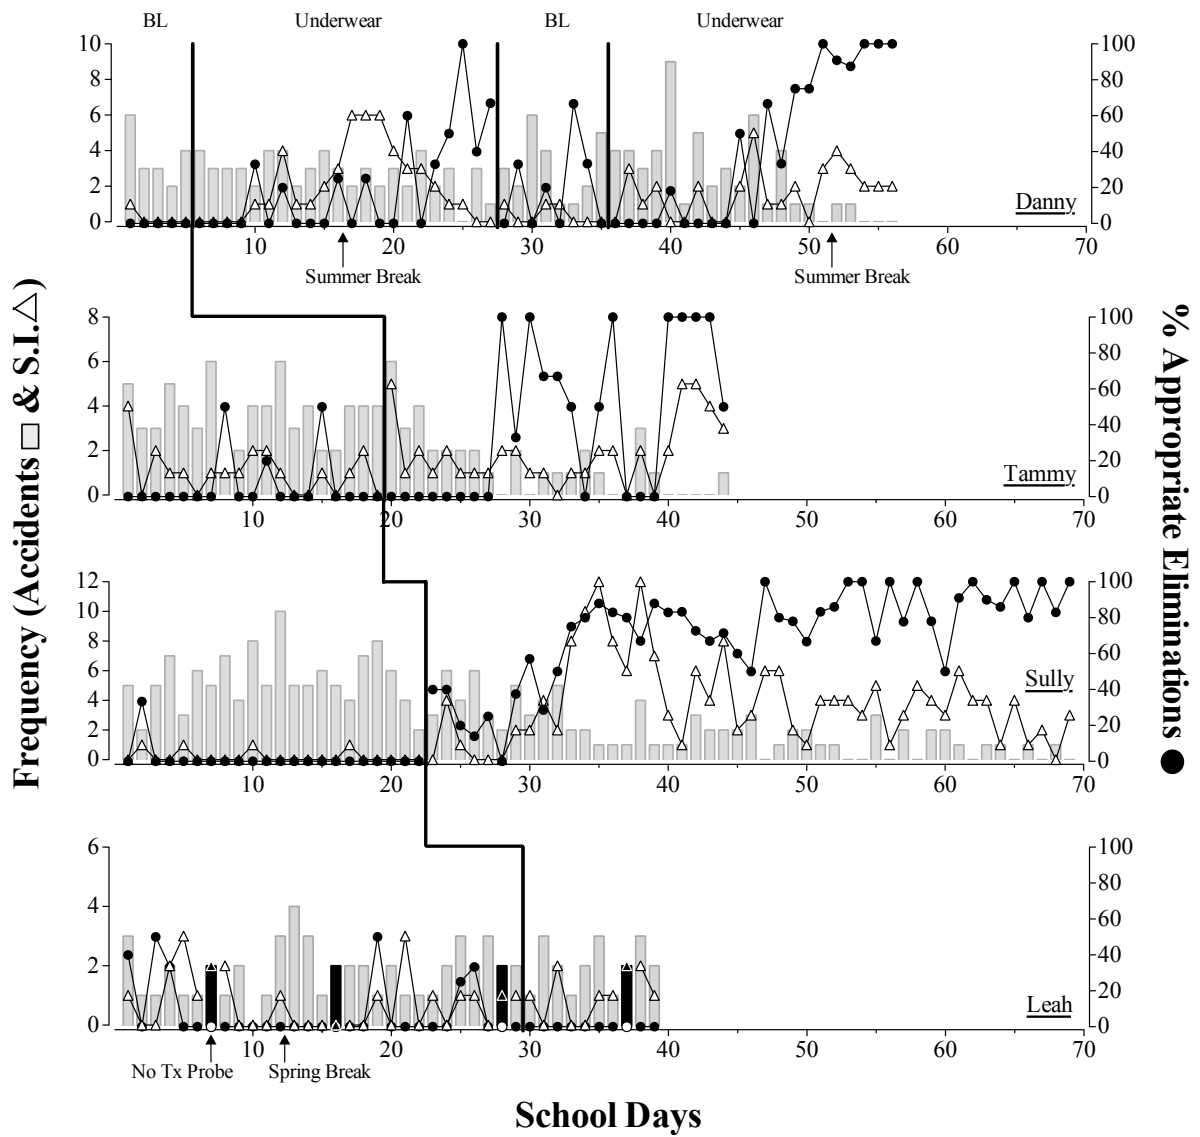 BL Underwear BL Underwear
10 100
80
8
6 60
4 40
2 20
0 0
Danny
10 20 30 40 50 60 70
Summer Break Summer Break
8 100
80
6
60
4
40
2 20
0 0
Tammy
10 20 30 40 50 60 70
12 100
10 80
8
60
6
40
4
2 20
0 0
Sully
10 20 30 40 50 60 70
6 100
80
4
60
40
2
20
0 0
Leah
10 20 30 40 50 60 70
No Tx Probe Spring Break
School Days
Frequency (Accidents □ & S.I.△)
% Appropriate Eliminations ●